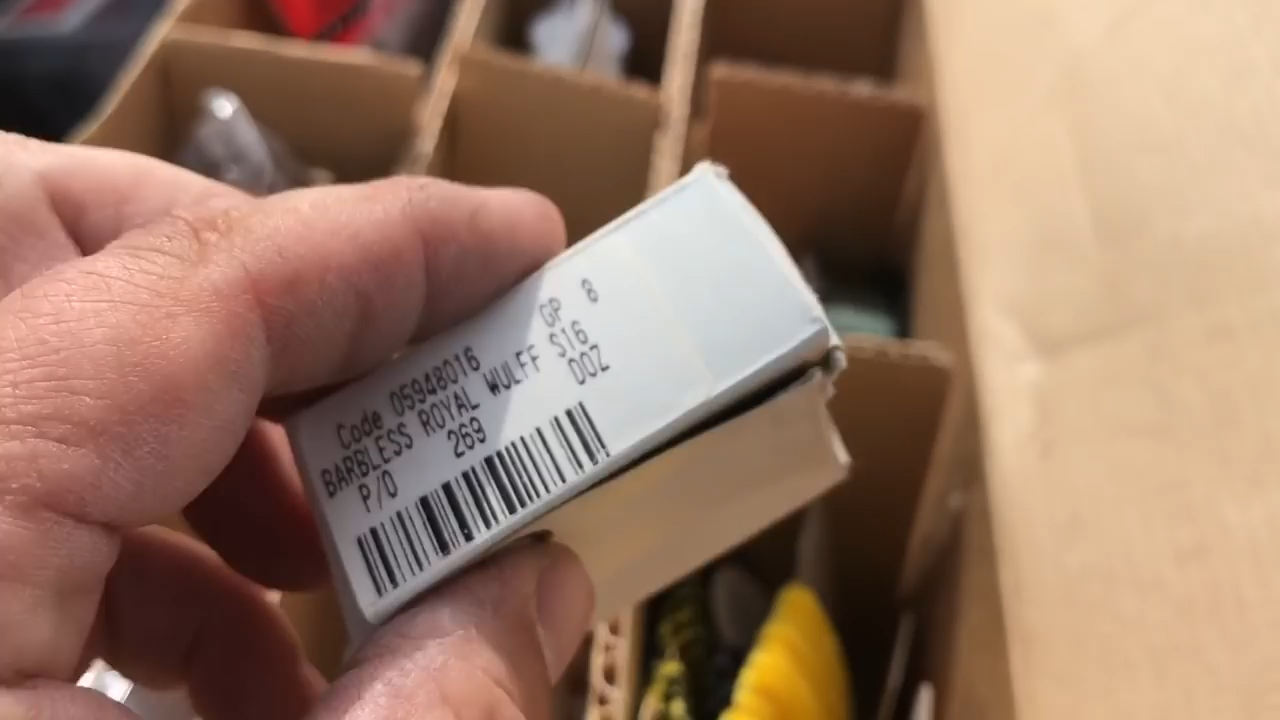 GP 8
Code 05948016
BARBLESS ROYAL WULFF S16
P/O 269 DOZ